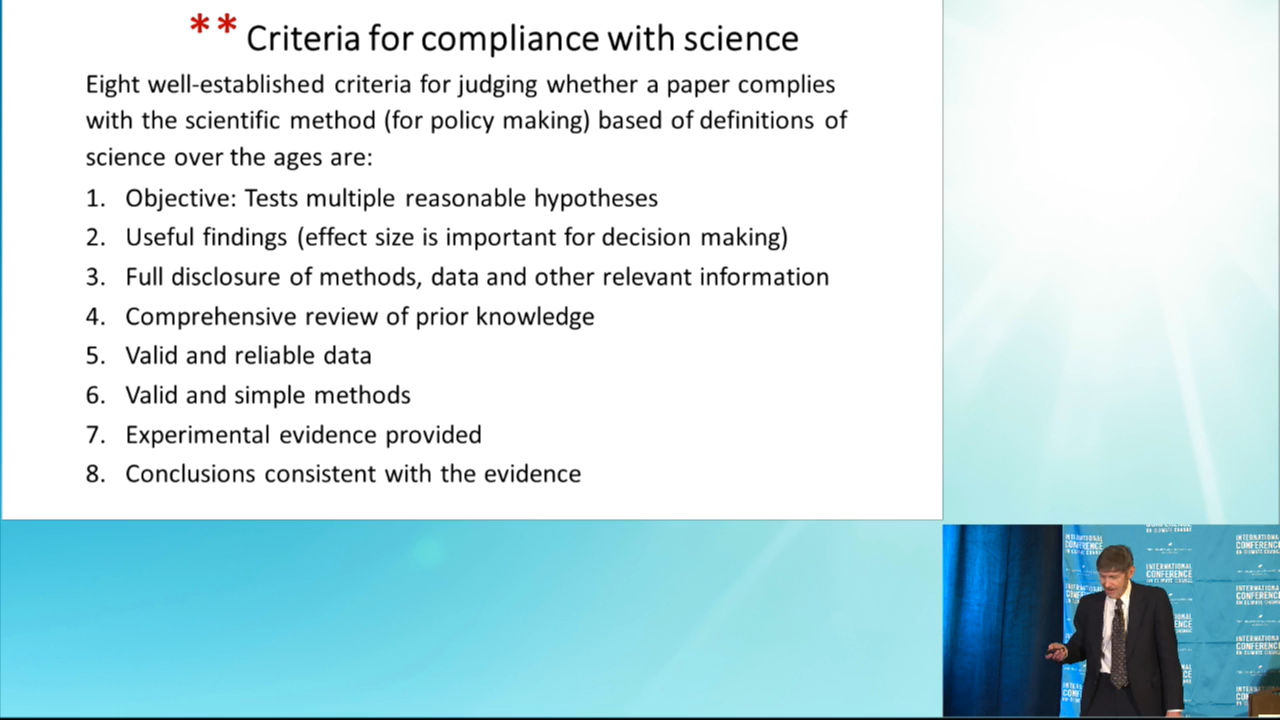 ** Criteria for compliance with science
Eight well-established criteria for judging whether a paper complies
with the scientific method (for policy making) based of definitions of
science over the ages are:
1. Objective: Tests multiple reasonable hypotheses
2. Useful findings (effect size is important for decision making)
3. Full disclosure of methods, data and other relevant information
4. Comprehensive review of prior knowledge
5. Valid and reliable data
6. Valid and simple methods
7. Experimental evidence provided
8. Conclusions consistent with the evidence
INTERNATIONAL
CONFERENCE
ON CLIMATE CHANGE